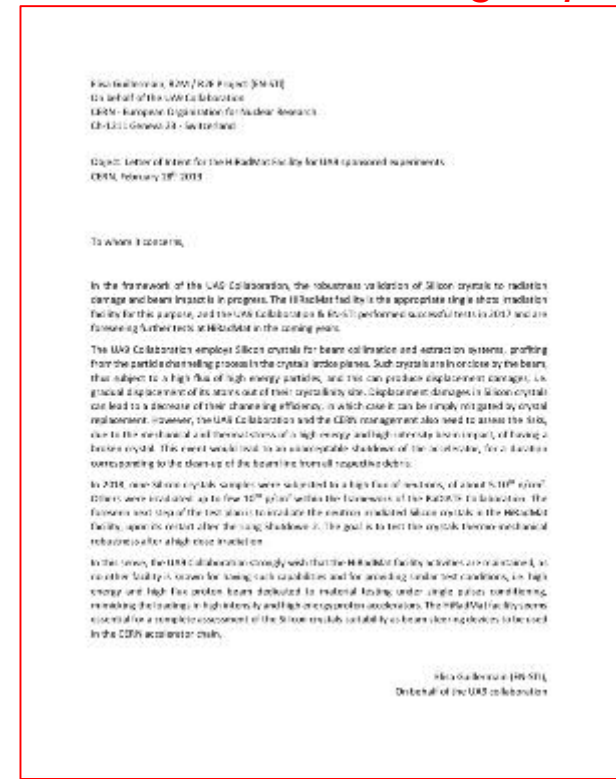 Elisa Guillermain, (EN-STI)
On behalf of the UA9 Collaboration
CERN - European Organization for Nuclear Research
CH-1211 Geneva 23 - Switzerland
Object: Letter of Intent for the HiRadMat Facility for UA9 sponsored experiments
CERN, February 2019
To whom it concerns,
In the framework of the UA9 Collaboration, the robustness validation of Silicon crystals to radiation
damage and beam impact is in progress. The HiRadMat facility is the appropriate single shots irradiation
facility for this purpose, and the UA9 Collaboration & EN-STI performed successful tests in 2017 and are
foreseeing further tests at HiRadMat in the coming years.
The UA9 Collaboration employs Silicon crystals for beam collimation and extraction systems, profiting
from the particle channeling process in the crystals lattice planes. Such crystals are in or close by the beam,
thus subject to a high flux of high energy particles, and this can produce displacement damages, i.e.
gradual displacement of its atoms out of their crystallinity site. Displacement damages in Silicon crystals
can lead to a decrease of their channeling efficiency, in which case it can be simply mitigated by crystal
replacement. However, the UA9 Collaboration and the CERN management also need to assess the risks,
due to the mechanical and thermal stress of a high energy and high intensity beam impact, of having a
broken crystal. This event would lead to an unacceptable shutdown of the accelerator, for a duration
corresponding to the clean-up of the beam line from all respective debris.
In 2018, some Silicon crystals samples were subjected to a high flux of neutrons, of about
Others were irradiated up to few within the framework of the RaDIATE Collaboration. The
foreseen next step of the test plan is to irradiate the neutron irradiated Silicon crystals in the HiRadMat
facility, upon its restart after the Long Shutdown 2. The goal is to test the crystals thermo-mechanical
robustness after a high dose irradiation
In this sense, the UA9 Collaboration strongly wish that the HiRadMat facility activities are maintained, as
no other facility is known for having such capabilities and for providing similar test conditions, i.e. high
energy and high flux proton beam dedicated to material testing under single pulses conditioning,
mimicking the loadings in high intensity and high energy proton accelerators. The HiRadMat facility seems
essential for a complete assessment of the Silicon crystals suitability as beam steering devices to be used
in the CERN accelerator chain.
Elisa Guillermain (EN-STI),
On behalf of the UA9 collaboration